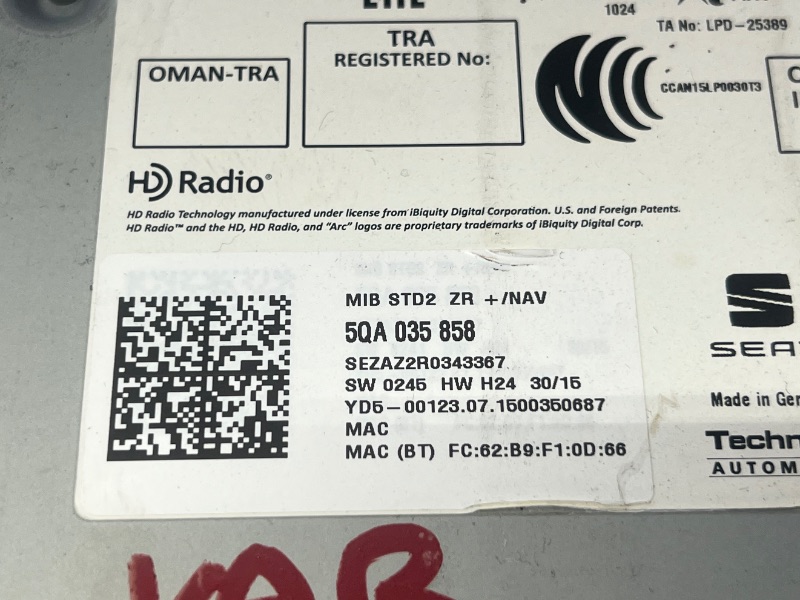 1024
TA No: LPD-25389
OMAN-TRA
TRA
REGISTERED No:
CCAM15LP0030T3
HD Radio®
HD Radio Technology manufactured under license from iBiquity Digital Corporation. U.S. and Foreign Patents.
HD Radio™ and the HD, HD Radio, and "Arc" logos are proprietary trademarks of iBiquity Digital Corp.
MIB STD2 ZR +/NAV
5QA 035 858
SEZAZ2R0343367
SW 0245 HW H24 30/15
YD5-00123.07.1500350687
MAC
MAC (BT) FC:62:B9:F1:0D:66
SEA
Made in Ger
Techn
AUTOM